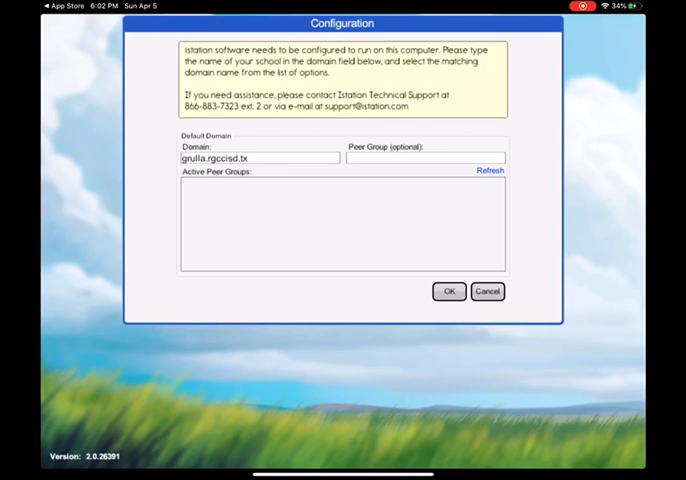 App Store 6:02 PM Sun Apr 5 34%
Configuration
Istation software needs to be configured to run on this computer. Please type
the name of your school in the domain field below, and select the matching
domain name from the list of options.
If you need assistance, please contact Istation Technical Support at
866-883-7323 ext. 2 or via e-mail at support@istation.com
Default Domain
Domain: Peer Group (optional):
grulla.rgccisd.tx
Active Peer Groups: Refresh
OK Cancel
Version: 2.0.26391